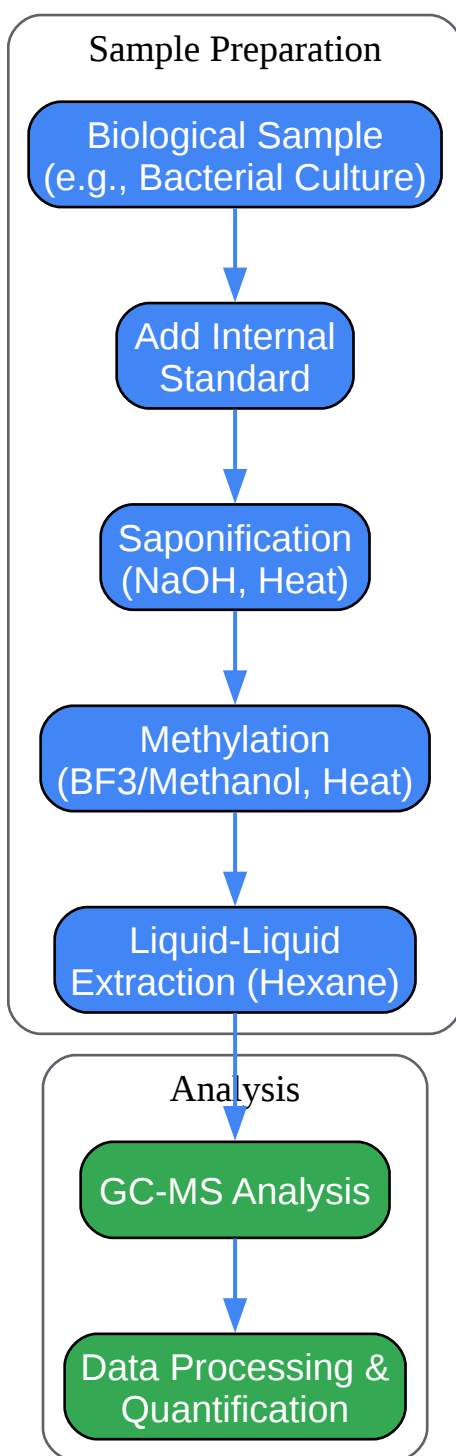 Sample Preparation
Biological Sample
(e.g., Bacterial Culture)
Add Internal
Standard
Saponification
(NaOH, Heat)
Methylation
(BF3/Methanol, Heat)
Liquid-Liquid
Extraction (Hexane)
Analysis
GC-MS Analysis
Data Processing &
Quantification